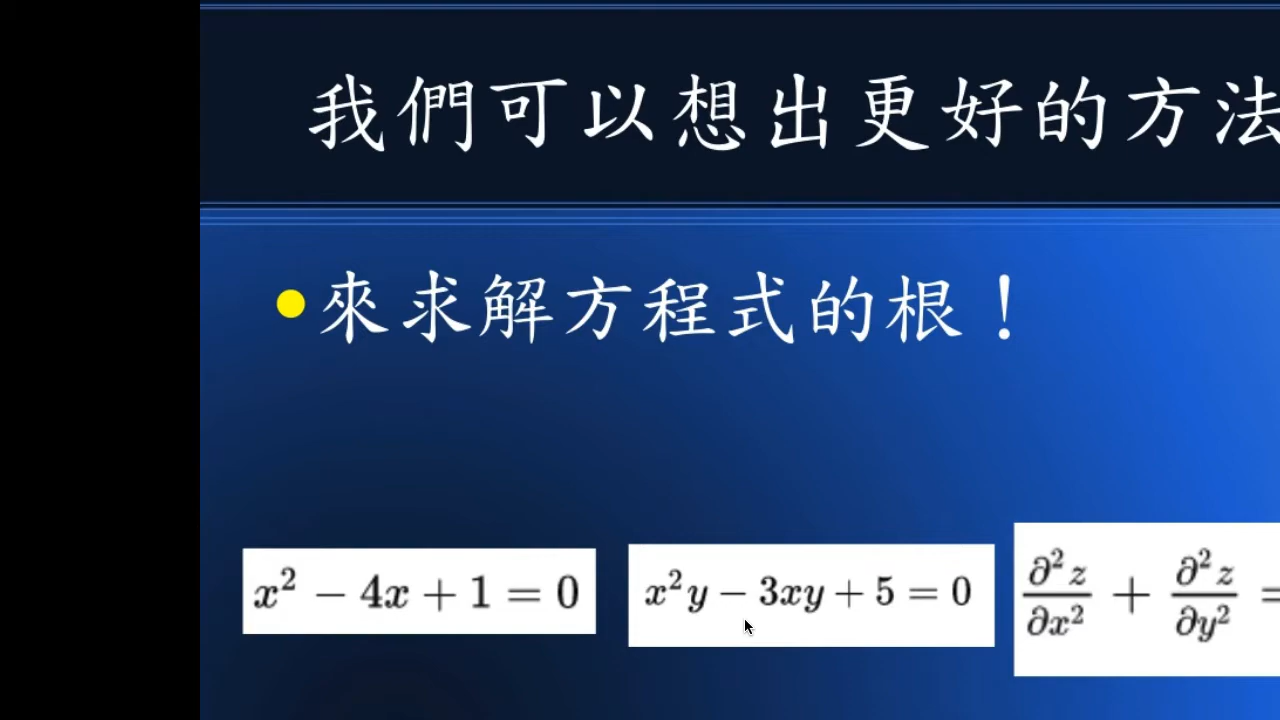 我們可以想出更好的方法
來求解方程式的根！
x² − 4x + 1 = 0
x²y − 3xy + 5 = 0
∂²z/∂x² + ∂²z/∂y² =